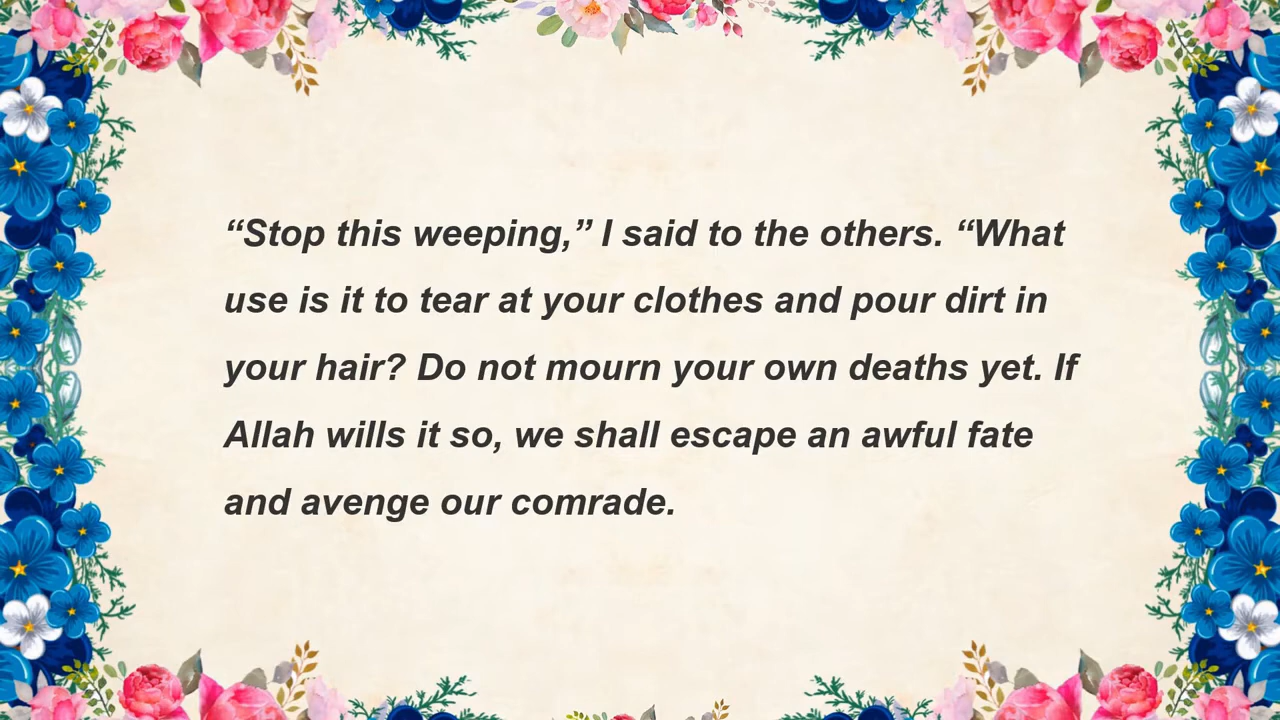 “Stop this weeping,” I said to the others. “What
use is it to tear at your clothes and pour dirt in
your hair? Do not mourn your own deaths yet. If
Allah wills it so, we shall escape an awful fate
and avenge our comrade.